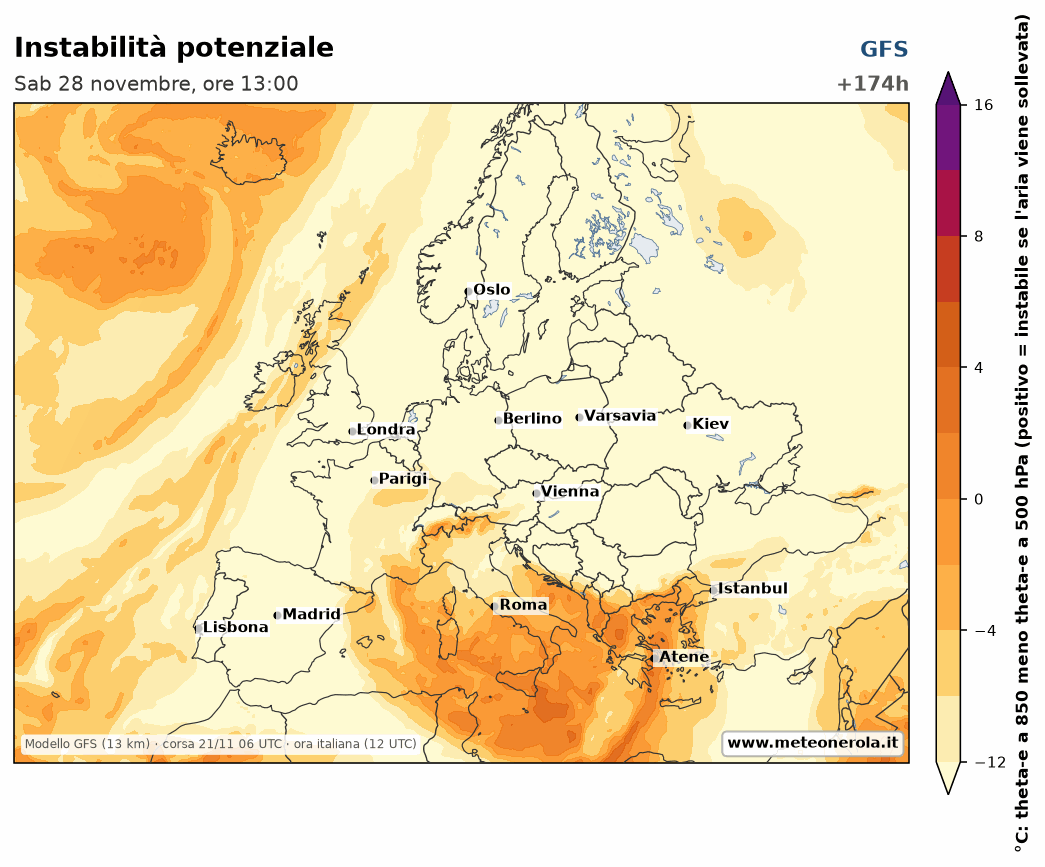 Instabilità potenziale
GFS
Sab 28 novembre, ore 13:00
+174h
Oslo
Berlino
Varsavia
Kiev
Londra
Parigi
Vienna
Istanbul
Roma
Madrid
Lisbona
Atene
Modello GFS (13 km) · corsa 21/11 06 UTC · ora italiana (12 UTC)
www.meteonerola.it
16
8
4
0
−4
−12
°C: theta-e a 850 meno theta-e a 500 hPa (positivo = instabile se l'aria viene sollevata)